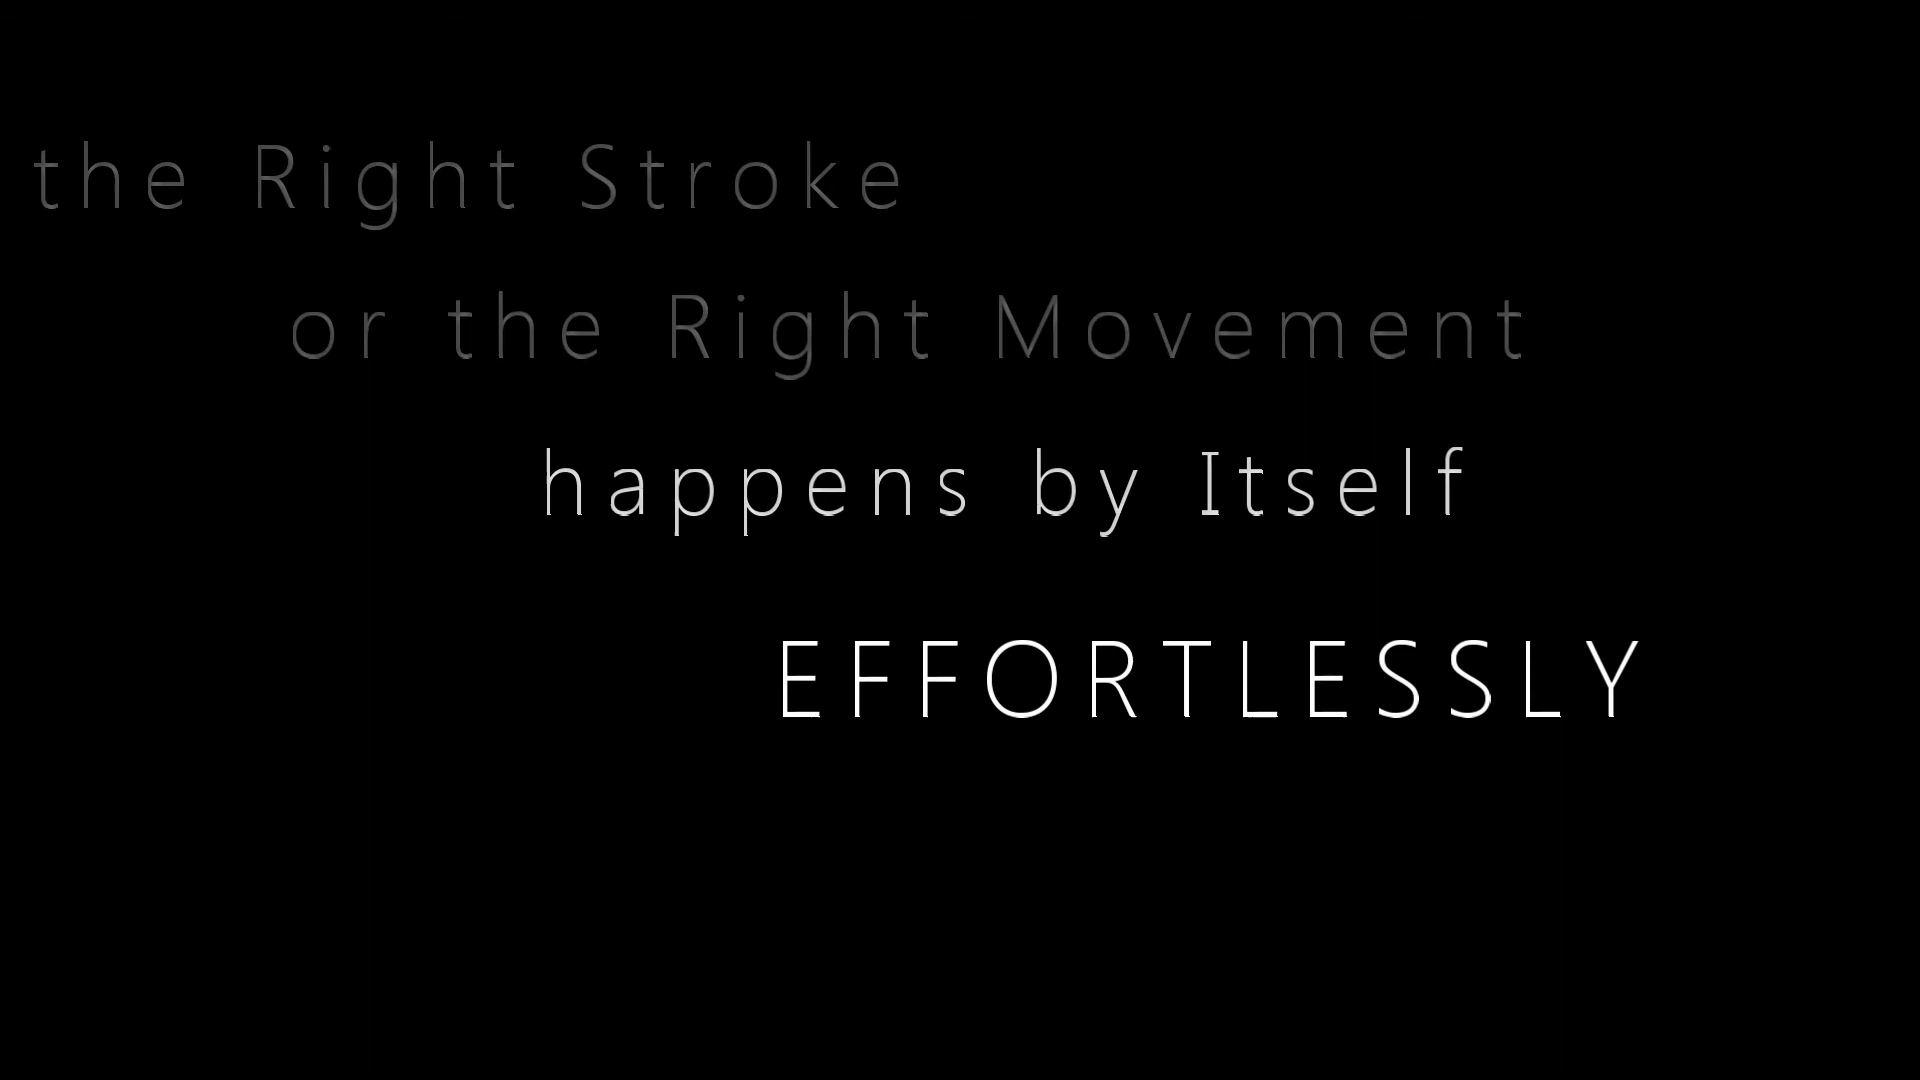 the Right Stroke
or the Right Movement
happens by Itself
EFFORTLESSLY